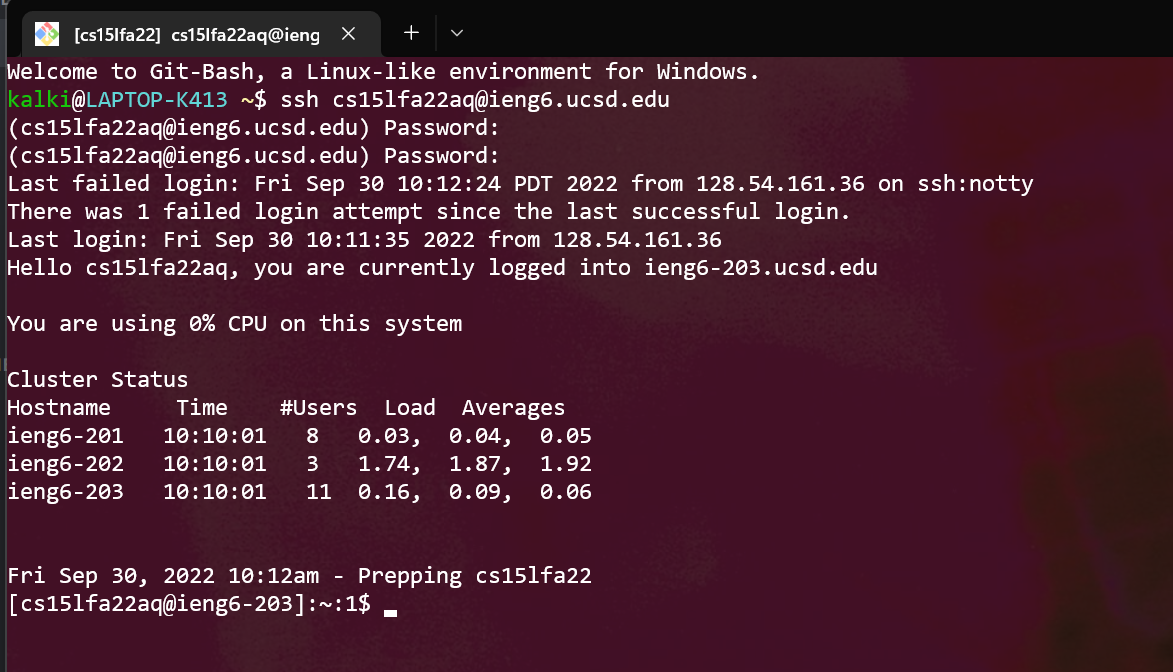 [cs15lfa22] cs15lfa22aq@ieng
Welcome to Git-Bash, a Linux-like environment for Windows.
kalki@LAPTOP-K413 ~$ ssh cs15lfa22aq@ieng6.ucsd.edu
(cs15lfa22aq@ieng6.ucsd.edu) Password:
(cs15lfa22aq@ieng6.ucsd.edu) Password:
Last failed login: Fri Sep 30 10:12:24 PDT 2022 from 128.54.161.36 on ssh:notty
There was 1 failed login attempt since the last successful login.
Last login: Fri Sep 30 10:11:35 2022 from 128.54.161.36
Hello cs15lfa22aq, you are currently logged into ieng6-203.ucsd.edu
You are using 0% CPU on this system
Cluster Status
Hostname     Time    #Users  Load  Averages
ieng6-201   10:10:01   8   0.03,  0.04,  0.05
ieng6-202   10:10:01   3   1.74,  1.87,  1.92
ieng6-203   10:10:01   11  0.16,  0.09,  0.06
Fri Sep 30, 2022 10:12am - Prepping cs15lfa22
[cs15lfa22aq@ieng6-203]:~:1$